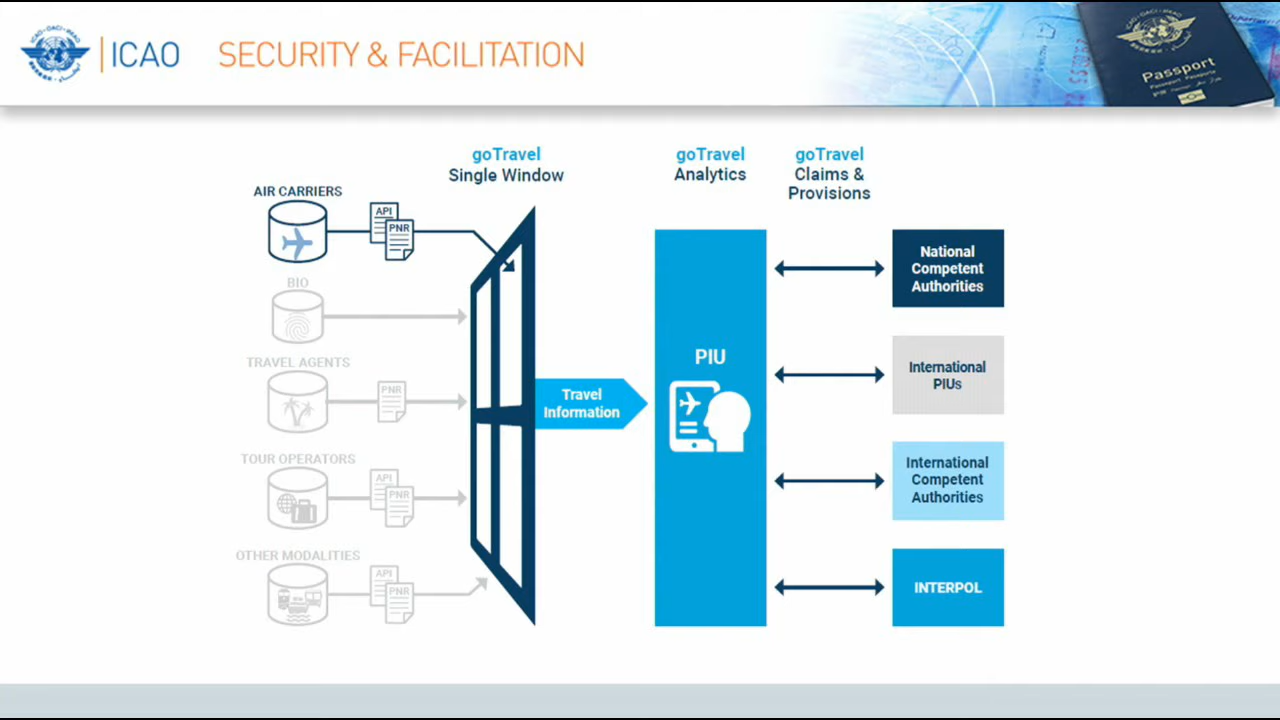 ICAO
SECURITY & FACILITATION
Passport
goTravel
Single Window
goTravel
Analytics
goTravel
Claims &
Provisions
AIR CARRIERS
API
PNR
BIO
TRAVEL AGENTS
PNR
TOUR OPERATORS
API
PNR
OTHER MODALITIES
API
PNR
Travel
Information
PIU
National
Competent
Authorities
International
PIUs
International
Competent
Authorities
INTERPOL